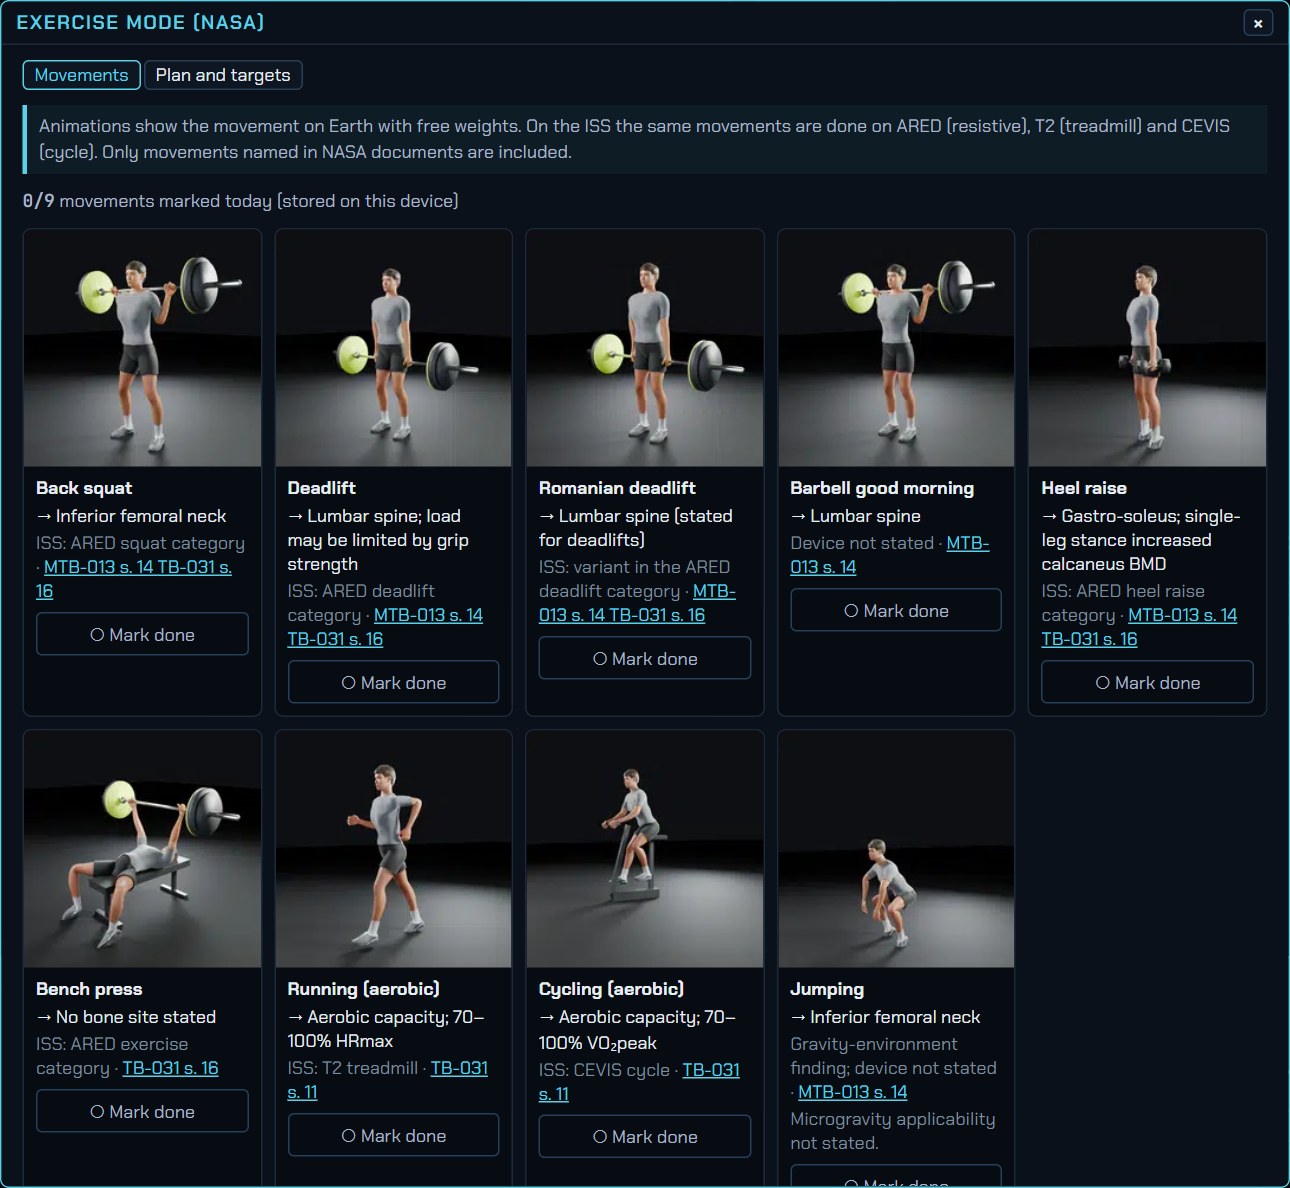 EXERCISE MODE (NASA)
×
Movements
Plan and targets
Animations show the movement on Earth with free weights. On the ISS the same movements are done on ARED (resistive), T2 (treadmill) and CEVIS
(cycle). Only movements named in NASA documents are included.
0/9 movements marked today (stored on this device)
Back squat
→ Inferior femoral neck
ISS: ARED squat category
· MTB-013 s. 14 TB-031 s.
16
○ Mark done
Deadlift
→ Lumbar spine; load
may be limited by grip
strength
ISS: ARED deadlift
category · MTB-013 s. 14
TB-031 s. 16
○ Mark done
Romanian deadlift
→ Lumbar spine (stated
for deadlifts)
ISS: variant in the ARED
deadlift category · MTB-
013 s. 14 TB-031 s. 16
○ Mark done
Barbell good morning
→ Lumbar spine
Device not stated · MTB-
013 s. 14
○ Mark done
Heel raise
→ Gastro-soleus; single-
leg stance increased
calcaneus BMD
ISS: ARED heel raise
category · MTB-013 s. 14
TB-031 s. 16
○ Mark done
Bench press
→ No bone site stated
ISS: ARED exercise
category · TB-031 s. 16
○ Mark done
Running (aerobic)
→ Aerobic capacity; 70–
100% HRmax
ISS: T2 treadmill · TB-031
s. 11
○ Mark done
Cycling (aerobic)
→ Aerobic capacity; 70–
100% VO₂peak
ISS: CEVIS cycle · TB-031
s. 11
○ Mark done
Jumping
→ Inferior femoral neck
Gravity-environment
finding; device not stated
· MTB-013 s. 14
Microgravity applicability
not stated.
○ Mark done